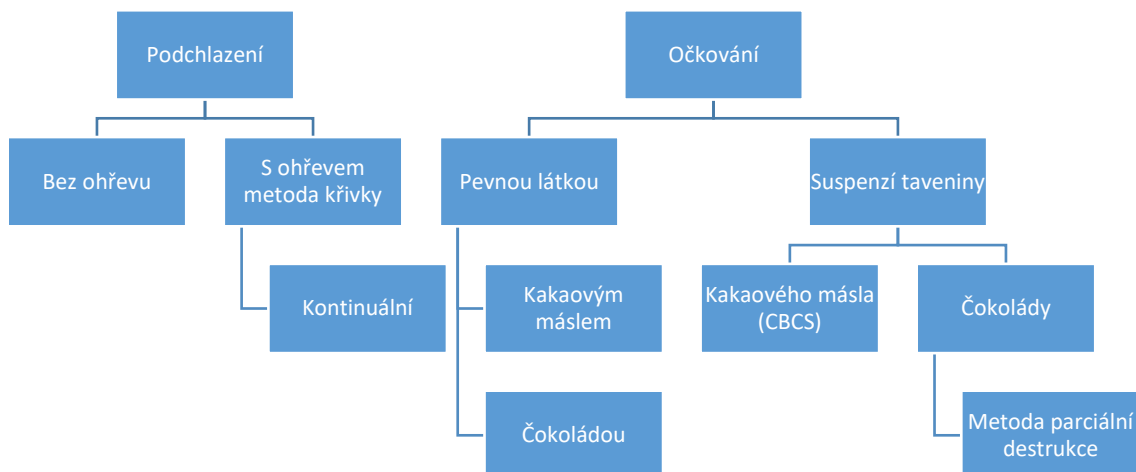 Podchlazení
Očkování
Bez ohřevu
S ohřevem
metoda křivky
Pevnou látkou
Suspenzí taveniny
Kontinuální
Kakaovým
máslem
Kakaového másla
(CBCS)
Čokolády
Čokoládou
Metoda parciální
destrukce